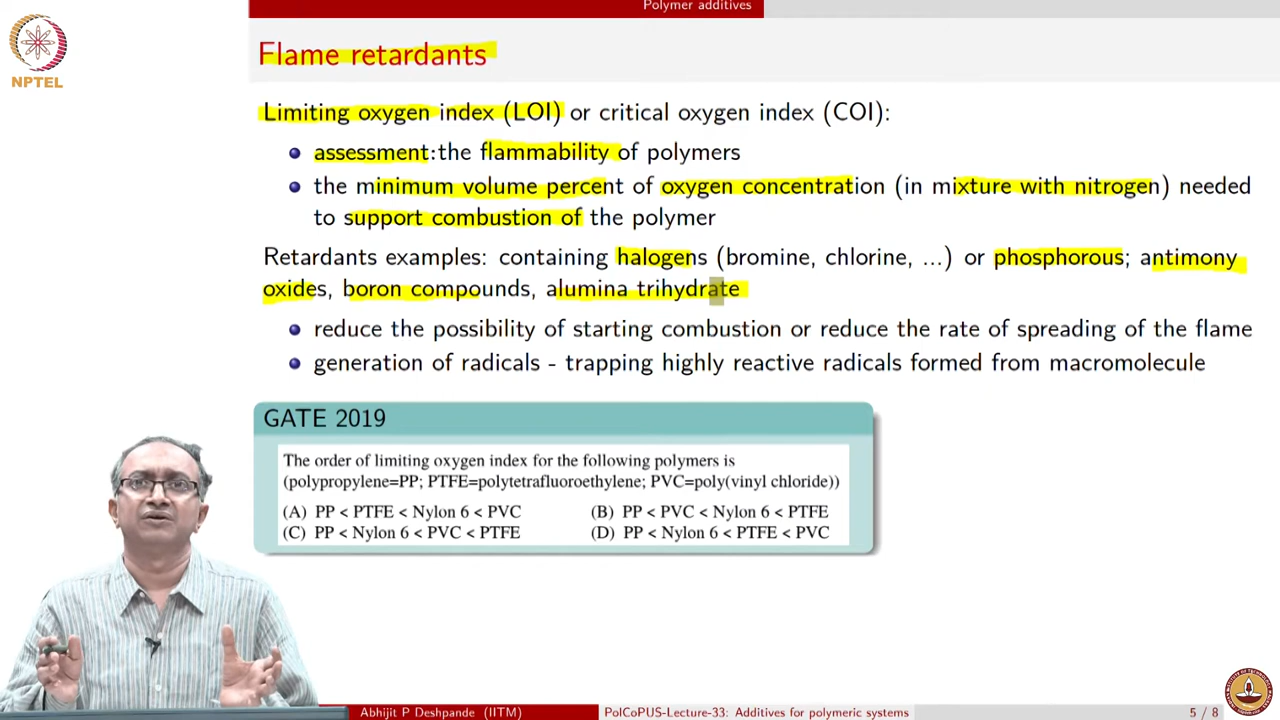 Polymer additives
NPTEL
Flame retardants
Limiting oxygen index (LOI) or critical oxygen index (COI):
assessment:the flammability of polymers
the minimum volume percent of oxygen concentration (in mixture with nitrogen) needed
to support combustion of the polymer
Retardants examples: containing halogens (bromine, chlorine, ...) or phosphorous; antimony
oxides, boron compounds, alumina trihydrate
reduce the possibility of starting combustion or reduce the rate of spreading of the flame
generation of radicals - trapping highly reactive radicals formed from macromolecule
GATE 2019
The order of limiting oxygen index for the following polymers is
(polypropylene=PP; PTFE=polytetrafluoroethylene; PVC=poly(vinyl chloride))
(A) PP < PTFE < Nylon 6 < PVC (B) PP < PVC < Nylon 6 < PTFE
(C) PP < Nylon 6 < PVC < PTFE (D) PP < Nylon 6 < PTFE < PVC
Abhijit P Deshpande (IITM) PolCoPUS-Lecture-33: Additives for polymeric systems 5 / 8